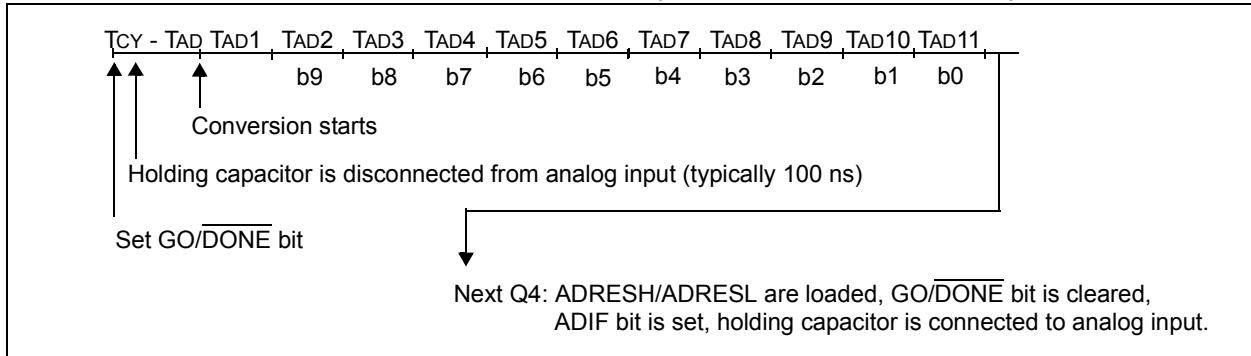 TCY - TAD TAD1 TAD2 TAD3 TAD4 TAD5 TAD6 TAD7 TAD8 TAD9 TAD10 TAD11
b9 b8 b7 b6 b5 b4 b3 b2 b1 b0
Conversion starts
Holding capacitor is disconnected from analog input (typically 100 ns)
Set GO/DONE bit
Next Q4: ADRESH/ADRESL are loaded, GO/DONE bit is cleared,
ADIF bit is set, holding capacitor is connected to analog input.